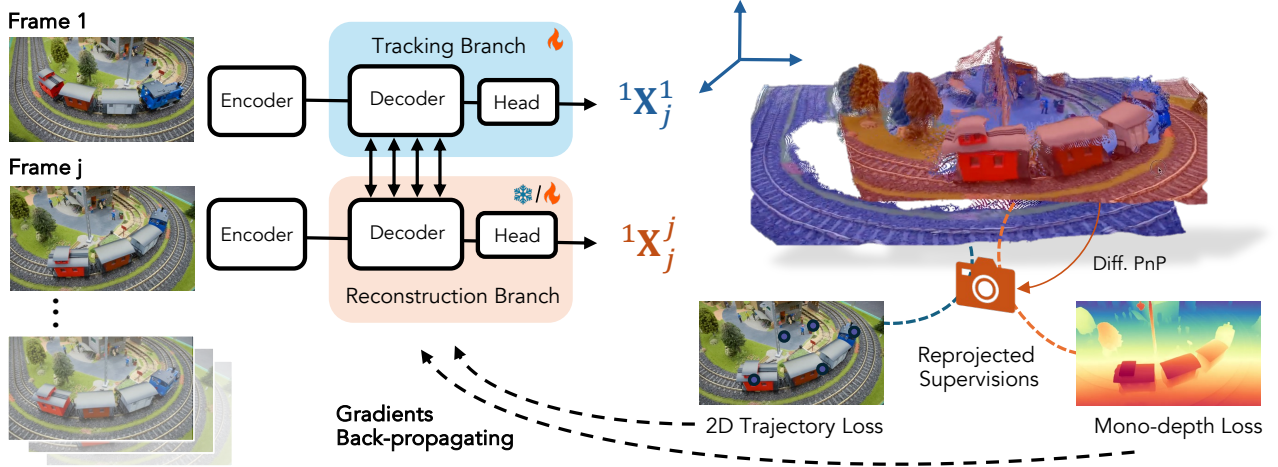 Frame 1
Tracking Branch
Encoder
Decoder
Head
¹X¹ⱼ
Frame j
Encoder
Decoder
Head
/
¹Xʲⱼ
Reconstruction Branch
Diff. PnP
Reprojected
Supervisions
Gradients
Back-propagating
2D Trajectory Loss
Mono-depth Loss